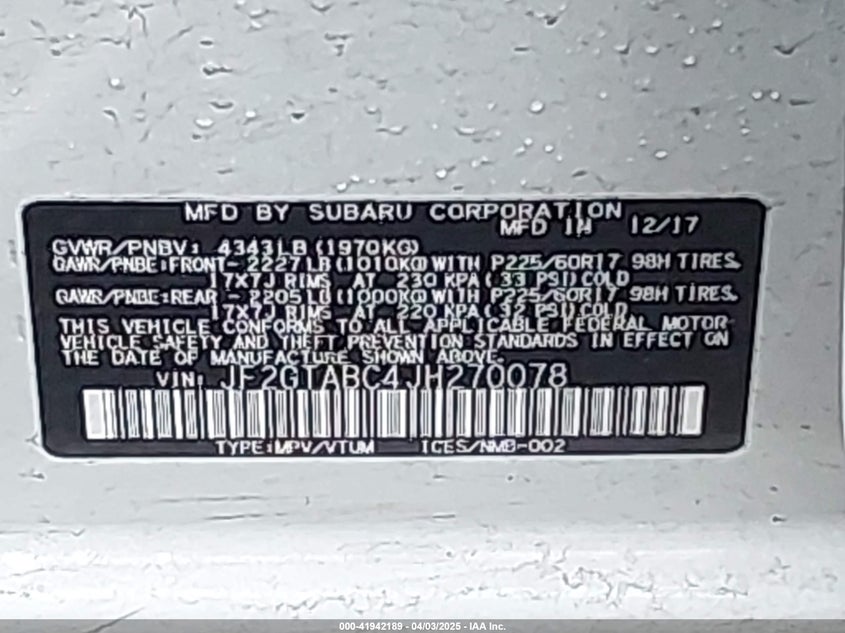 MFD BY SUBARU CORPORATION
MFD IN 12/17
GVWR/PNBV: 4343LB (1970KG)
GAWR/PNBE:FRONT- 2227LB (1010KG) WITH P225/60R17 98H TIRES,
17X7J RIMS AT 230 KPA ( 33 PSI) COLD
GAWR/PNBE:REAR - 2205LB (1000KG) WITH P225/60R17 98H TIRES,
17X7J RIMS AT 220 KPA ( 32 PSI) COLD
THIS VEHICLE CONFORMS TO ALL APPLICABLE FEDERAL MOTOR
VEHICLE SAFETY AND THEFT PREVENTION STANDARDS IN EFFECT ON
THE DATE OF MANUFACTURE SHOWN ABOVE.
VIN: JF2GTABC4JH270078
TYPE:MPV/VTUM ICES/NMB-002
000-41942189 - 04/03/2025 - IAA Inc.